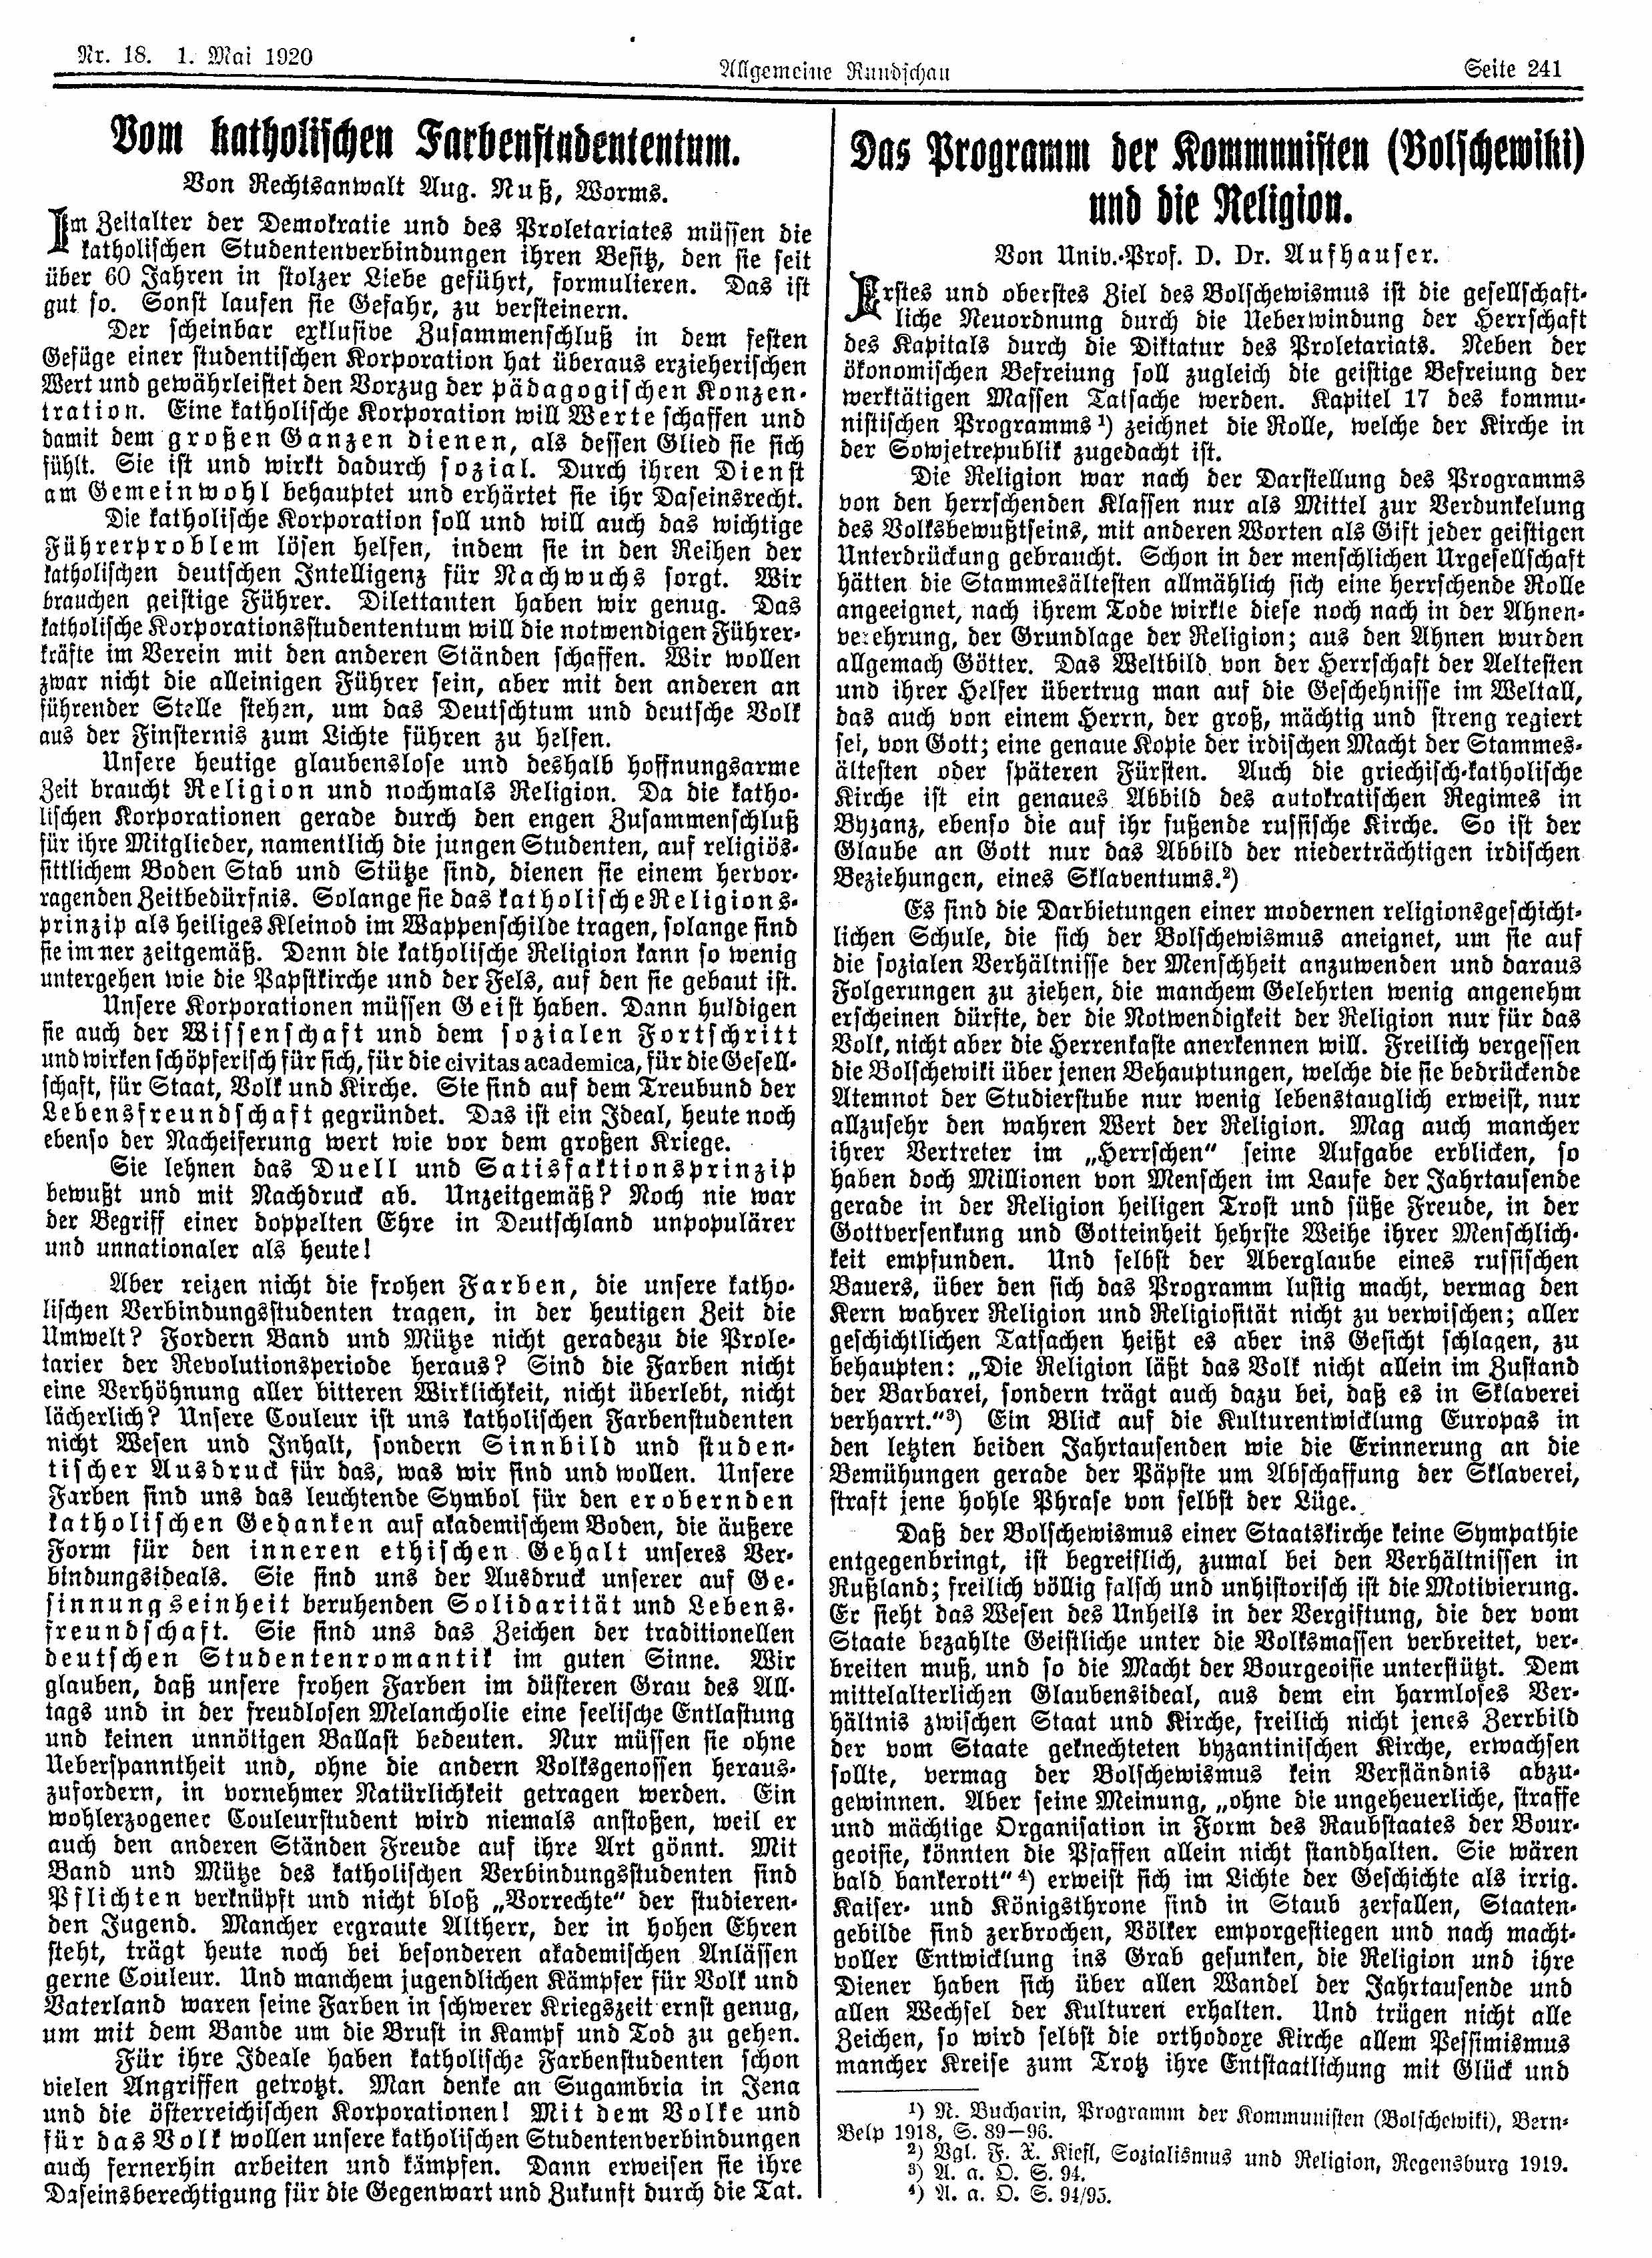 Nr. 18. 1. Mai 1920
Allgemeine Rundschau
Seite 241
Vom katholischen Farbenstudententum.
Von Rechtsanwalt Aug. Nuß, Worms.
Im Zeitalter der Demokratie und des Proletariates müssen die
katholischen Studentenverbindungen ihren Besitz, den sie seit
über 60 Jahren in stolzer Liebe geführt, formulieren. Das ist
gut so. Sonst laufen sie Gefahr, zu versteinern.
Der scheinbar exklusive Zusammenschluß in dem festen
Gefüge einer studentischen Korporation hat überaus erzieherischen
Wert und gewährleistet den Vorzug der pädagogischen Konzen-
tration. Eine katholische Korporation will Werte schaffen und
damit dem großen Ganzen dienen, als dessen Glied sie sich
fühlt. Sie ist und wirkt dadurch sozial. Durch ihren Dienst
am Gemeinwohl behauptet und erhärtet sie ihr Daseinsrecht.
Die katholische Korporation soll und will auch das wichtige
Führerproblem lösen helfen, indem sie in den Reihen der
katholischen deutschen Intelligenz für Nachwuchs sorgt. Wir
brauchen geistige Führer. Dilettanten haben wir genug. Das
katholische Korporationsstudententum will die notwendigen Führer-
kräfte im Verein mit den anderen Ständen schaffen. Wir wollen
zwar nicht die alleinigen Führer sein, aber mit den anderen an
führender Stelle stehen, um das Deutschtum und deutsche Volk
aus der Finsternis zum Lichte führen zu helfen.
Unsere heutige glaubenslose und deshalb hoffnungsarme
Zeit braucht Religion und nochmals Religion. Da die katho-
lischen Korporationen gerade durch den engen Zusammenschluß
für ihre Mitglieder, namentlich die jungen Studenten, auf religiös-
sittlichem Boden Stab und Stütze sind, dienen sie einem hervor-
ragenden Zeitbedürfnis. Solange sie das katholische Religions-
prinzip als heiliges Kleinod im Wappenschilde tragen, solange sind
sie immer zeitgemäß. Denn die katholische Religion kann so wenig
untergehen wie die Papstkirche und der Fels, auf den sie gebaut ist.
Unsere Korporationen müssen Geist haben. Dann huldigen
sie auch der Wissenschaft und dem sozialen Fortschritt
und wirken schöpferisch für sich, für die civitas academica, für die Gesell-
schaft, für Staat, Volk und Kirche. Sie sind auf dem Treubund der
Lebensfreundschaft gegründet. Das ist ein Ideal, heute noch
ebenso der Nacheiferung wert wie vor dem großen Kriege.
Sie lehnen das Duell und Satisfaktionsprinzip
bewußt und mit Nachdruck ab. Unzeitgemäß? Noch nie war
der Begriff einer doppelten Ehre in Deutschland unpopulärer
und unnationaler als heute!
Aber reizen nicht die frohen Farben, die unsere katho-
lischen Verbindungsstudenten tragen, in der heutigen Zeit die
Umwelt? Fordern Band und Mütze nicht geradezu die Prole-
tarier der Revolutionsperiode heraus? Sind die Farben nicht
eine Verhöhnung aller bitteren Wirklichkeit, nicht überlebt, nicht
lächerlich? Unsere Couleur ist uns katholischen Farbenstudenten
nicht Wesen und Inhalt, sondern Sinnbild und studen-
tischer Ausdruck für das, was wir sind und wollen. Unsere
Farben sind uns das leuchtende Symbol für den erobernden
katholischen Gedanken auf akademischem Boden, die äußere
Form für den inneren ethischen Gehalt unseres Ver-
bindungsideals. Sie sind uns der Ausdruck unserer auf Ge-
sinnungseinheit beruhenden Solidarität und Lebens-
freundschaft. Sie sind uns das Zeichen der traditionellen
deutschen Studentenromantik im guten Sinne. Wir
glauben, daß unsere frohen Farben im düsteren Grau des All-
tags und in der freudlosen Melancholie eine seelische Entlastung
und keinen unnötigen Ballast bedeuten. Nur müssen sie ohne
Ueberspanntheit und, ohne die andern Volksgenossen heraus-
zufordern, in vornehmer Natürlichkeit getragen werden. Ein
wohlerzogener Couleurstudent wird niemals anstoßen, weil er
auch den anderen Ständen Freude auf ihre Art gönnt. Mit
Band und Mütze des katholischen Verbindungsstudenten sind
Pflichten verknüpft und nicht bloß „Vorrechte“ der studieren-
den Jugend. Mancher ergraute Altherr, der in hohen Ehren
steht, trägt heute noch bei besonderen akademischen Anlässen
gerne Couleur. Und manchem jugendlichen Kämpfer für Volk und
Vaterland waren seine Farben in schwerer Kriegszeit ernst genug,
um mit dem Bande um die Brust in Kampf und Tod zu gehen.
Für ihre Ideale haben katholische Farbenstudenten schon
vielen Angriffen getrotzt. Man denke an Sugambria in Jena
und die österreichischen Korporationen! Mit dem Volke und
für das Volk wollen unsere katholischen Studentenverbindungen
auch fernerhin arbeiten und kämpfen. Dann erweisen sie ihre
Daseinsberechtigung für die Gegenwart und Zukunft durch die Tat.
Das Programm der Kommunisten (Bolschewiki)
und die Religion.
Von Univ.-Prof. D. Dr. Aufhauser.
Erstes und oberstes Ziel des Bolschewismus ist die gesellschaft-
liche Neuordnung durch die Ueberwindung der Herrschaft
des Kapitals durch die Diktatur des Proletariats. Neben der
ökonomischen Befreiung soll zugleich die geistige Befreiung der
werktätigen Massen Tatsache werden. Kapitel 17 des kommu-
nistischen Programms¹) zeichnet die Rolle, welche der Kirche in
der Sowjetrepublik zugedacht ist.
Die Religion war nach der Darstellung des Programms
von den herrschenden Klassen nur als Mittel zur Verdunkelung
des Volksbewußtseins, mit anderen Worten als Gift jeder geistigen
Unterdrückung gebraucht. Schon in der menschlichen Urgesellschaft
hätten die Stammesältesten allmählich sich eine herrschende Rolle
angeeignet, nach ihrem Tode wirkte diese noch nach in der Ahnen-
verehrung, der Grundlage der Religion; aus den Ahnen wurden
allgemach Götter. Das Weltbild von der Herrschaft der Aeltesten
und ihrer Helfer übertrug man auf die Geschehnisse im Weltall,
das auch von einem Herrn, der groß, mächtig und streng regiert
sei, von Gott; eine genaue Kopie der irdischen Macht der Stammes-
ältesten oder späteren Fürsten. Auch die griechisch-katholische
Kirche ist ein genaues Abbild des autokratischen Regimes in
Byzanz, ebenso die auf ihr fußende russische Kirche. So ist der
Glaube an Gott nur das Abbild der niederträchtigen irdischen
Beziehungen, eines Sklaventums.²)
Es sind die Darbietungen einer modernen religionsgeschicht-
lichen Schule, die sich der Bolschewismus aneignet, um sie auf
die sozialen Verhältnisse der Menschheit anzuwenden und daraus
Folgerungen zu ziehen, die manchem Gelehrten wenig angenehm
erscheinen dürfte, der die Notwendigkeit der Religion nur für das
Volk, nicht aber die Herrenkaste anerkennen will. Freilich vergessen
die Bolschewiki über jenen Behauptungen, welche die sie bedrückende
Atemnot der Studierstube nur wenig lebenstauglich erweist, nur
allzusehr den wahren Wert der Religion. Mag auch mancher
ihrer Vertreter im „Herrschen“ seine Aufgabe erblicken, so
haben doch Millionen von Menschen im Laufe der Jahrtausende
gerade in der Religion heiligen Trost und süße Freude, in der
Gottversenkung und Gotteinheit hehrste Weihe ihrer Menschlich-
keit empfunden. Und selbst der Aberglaube eines russischen
Bauers, über den sich das Programm lustig macht, vermag den
Kern wahrer Religion und Religiosität nicht zu verwischen; aller
geschichtlichen Tatsachen heißt es aber ins Gesicht schlagen, zu
behaupten: „Die Religion läßt das Volk nicht allein im Zustand
der Barbarei, sondern trägt auch dazu bei, daß es in Sklaverei
verharrt.“³) Ein Blick auf die Kulturentwicklung Europas in
den letzten beiden Jahrtausenden wie die Erinnerung an die
Bemühungen gerade der Päpste um Abschaffung der Sklaverei,
straft jene hohle Phrase von selbst der Lüge.
Daß der Bolschewismus einer Staatskirche keine Sympathie
entgegenbringt, ist begreiflich, zumal bei den Verhältnissen in
Rußland; freilich völlig falsch und unhistorisch ist die Motivierung.
Er sieht das Wesen des Unheils in der Vergiftung, die der vom
Staate bezahlte Geistliche unter die Volksmassen verbreitet, ver-
breiten muß, und so die Macht der Bourgeoisie unterstützt. Dem
mittelalterlichen Glaubensideal, aus dem ein harmloses Ver-
hältnis zwischen Staat und Kirche, freilich nicht jenes Zerrbild
der vom Staate geknechteten byzantinischen Kirche, erwachsen
sollte, vermag der Bolschewismus kein Verständnis abzu-
gewinnen. Aber seine Meinung, „ohne die ungeheuerliche, straffe
und mächtige Organisation in Form des Raubstaates der Bour-
geoisie, könnten die Pfaffen allein nicht standhalten. Sie wären
bald bankerott“⁴) erweist sich im Lichte der Geschichte als irrig.
Kaiser- und Königsthrone sind in Staub zerfallen, Staaten-
gebilde sind zerbrochen, Völker emporgestiegen und nach macht-
voller Entwicklung ins Grab gesunken, die Religion und ihre
Diener haben sich über allen Wandel der Jahrtausende und
allen Wechsel der Kulturen erhalten. Und trügen nicht alle
Zeichen, so wird selbst die orthodoxe Kirche allem Pessimismus
mancher Kreise zum Trotz ihre Entstaatlichung mit Glück und
¹) N. Bucharin, Programm der Kommunisten (Bolschewiki), Bern-
Belp 1918, S. 89—96.
²) Vgl. F. X. Kiefl, Sozialismus und Religion, Regensburg 1919.
³) A. a. O. S. 94.
⁴) A. a. O. S. 94/95.